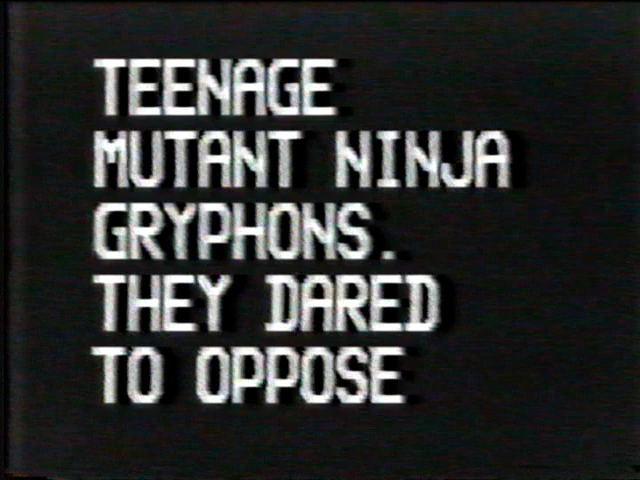 TEENAGE
MUTANT NINJA
GRYPHONS.
THEY DARED
TO OPPOSE